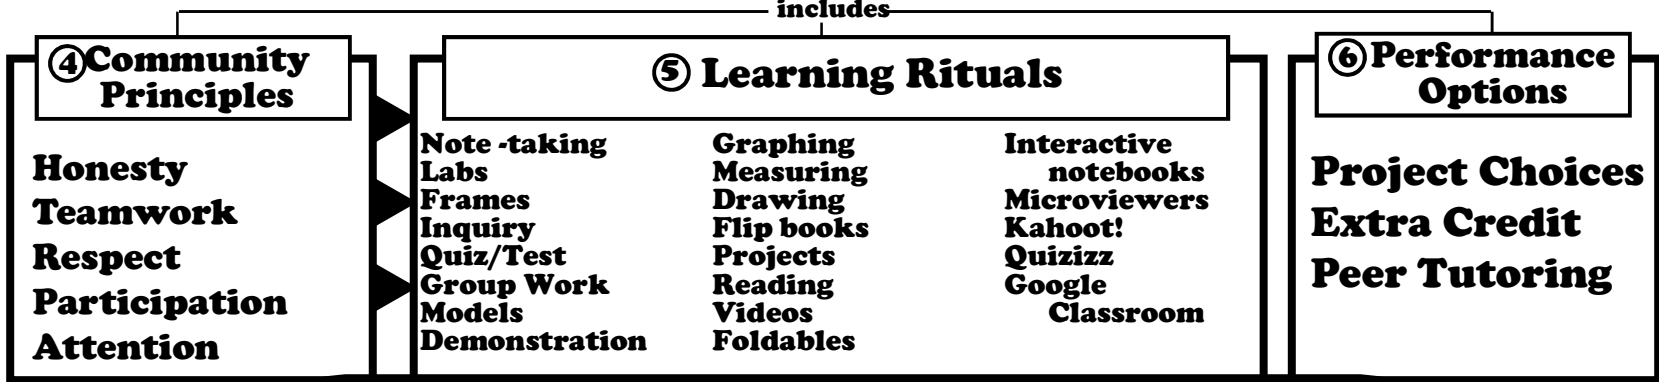 includes
④Community
Principles
Honesty
Teamwork
Respect
Participation
Attention
⑤ Learning Rituals
Note -taking
Labs
Frames
Inquiry
Quiz/Test
Group Work
Models
Demonstration
Graphing
Measuring
Drawing
Flip books
Projects
Reading
Videos
Foldables
Interactive
notebooks
Microviewers
Kahoot!
Quizizz
Google
Classroom
⑥Performance
Options
Project Choices
Extra Credit
Peer Tutoring